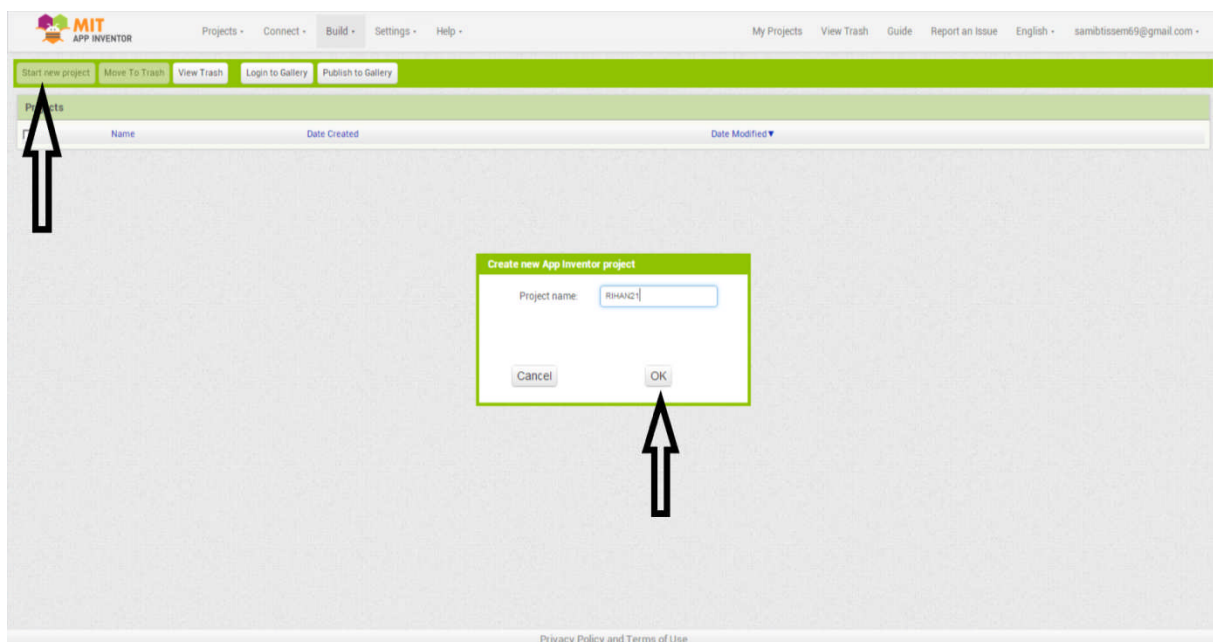 MIT
APP INVENTOR
Projects Connect Build Settings Help My Projects View Trash Guide Report an Issue English samibtissem69@gmail.com
Start new project Move To Trash View Trash Login to Gallery Publish to Gallery
Projects
Name Date Created Date Modified▼
Create new App Inventor project
Project name: RIHAN21
Cancel OK
Privacy Policy and Terms of Use